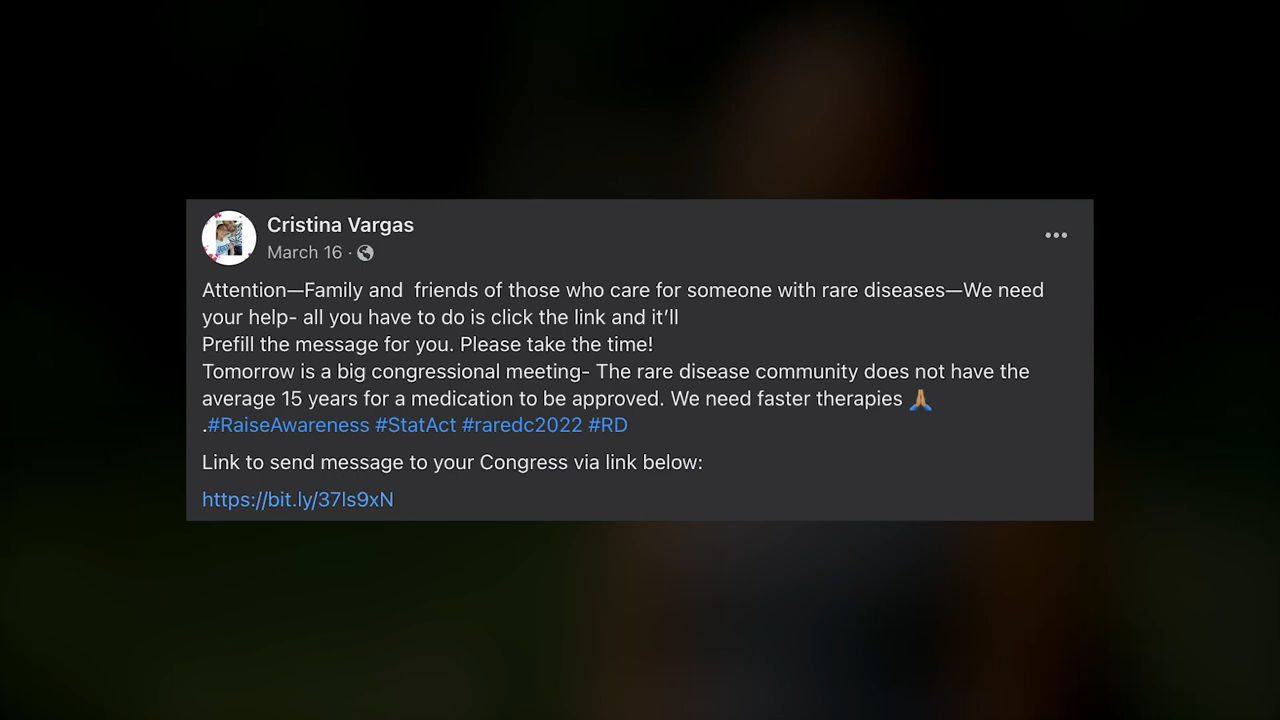 Cristina Vargas
March 16 ·
Attention—Family and  friends of those who care for someone with rare diseases—We need
your help- all you have to do is click the link and it’ll
Prefill the message for you. Please take the time!
Tomorrow is a big congressional meeting- The rare disease community does not have the
average 15 years for a medication to be approved. We need faster therapies 🙏🏽
.#RaiseAwareness #StatAct #raredc2022 #RD
Link to send message to your Congress via link below:
https://bit.ly/37ls9xN